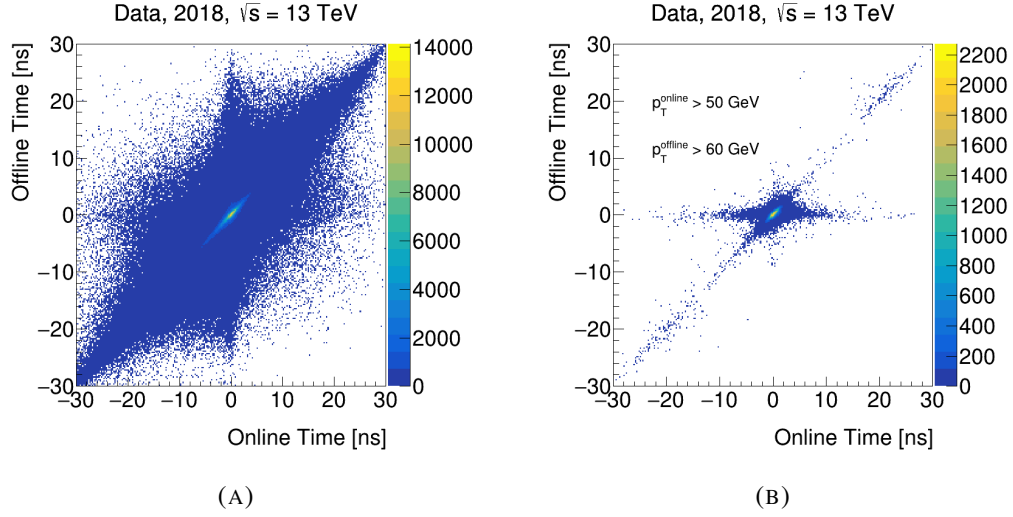 Data, 2018, √s = 13 TeV
Offline Time [ns]
30
20
10
0
−10
−20
−30
−30 −20 −10 0 10 20 30
Online Time [ns]
14000
12000
10000
8000
6000
4000
2000
0
(A)
Data, 2018, √s = 13 TeV
Offline Time [ns]
30
20
10
0
−10
−20
−30
p_T^online > 50 GeV
p_T^offline > 60 GeV
−30 −20 −10 0 10 20 30
Online Time [ns]
2200
2000
1800
1600
1400
1200
1000
800
600
400
200
0
(B)